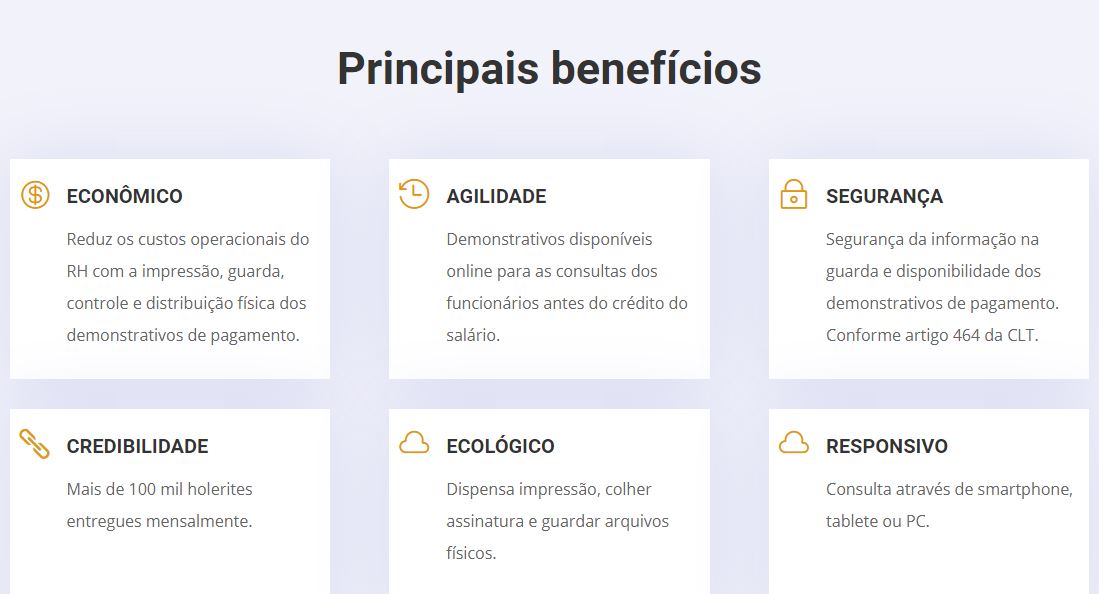 Principais benefícios
ECONÔMICO
Reduz os custos operacionais do
RH com a impressão, guarda,
controle e distribuição física dos
demonstrativos de pagamento.
AGILIDADE
Demonstrativos disponíveis
online para as consultas dos
funcionários antes do crédito do
salário.
SEGURANÇA
Segurança da informação na
guarda e disponibilidade dos
demonstrativos de pagamento.
Conforme artigo 464 da CLT.
CREDIBILIDADE
Mais de 100 mil holerites
entregues mensalmente.
ECOLÓGICO
Dispensa impressão, colher
assinatura e guardar arquivos
físicos.
RESPONSIVO
Consulta através de smartphone,
tablete ou PC.